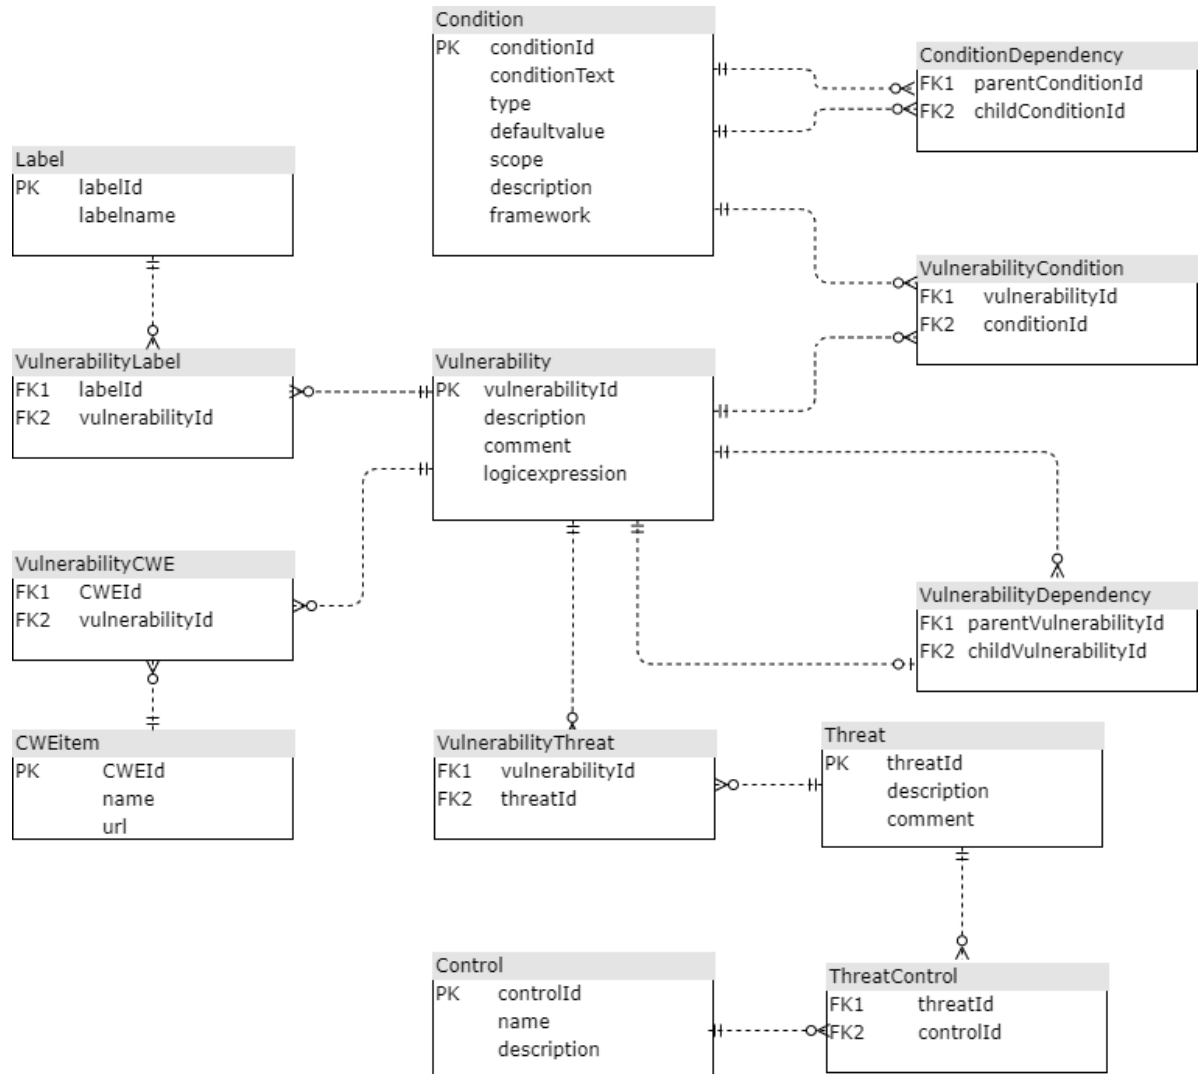 Condition
PK conditionId
conditionText
type
defaultvalue
scope
description
framework
ConditionDependency
FK1 parentConditionId
FK2 childConditionId
Label
PK labelId
labelname
VulnerabilityCondition
FK1 vulnerabilityId
FK2 conditionId
VulnerabilityLabel
FK1 labelId
FK2 vulnerabilityId
Vulnerability
PK vulnerabilityId
description
comment
logicexpression
VulnerabilityCWE
FK1 CWEId
FK2 vulnerabilityId
VulnerabilityDependency
FK1 parentVulnerabilityId
FK2 childVulnerabilityId
CWEitem
PK CWEId
name
url
VulnerabilityThreat
FK1 vulnerabilityId
FK2 threatId
Threat
PK threatId
description
comment
Control
PK controlId
name
description
ThreatControl
FK1 threatId
FK2 controlId